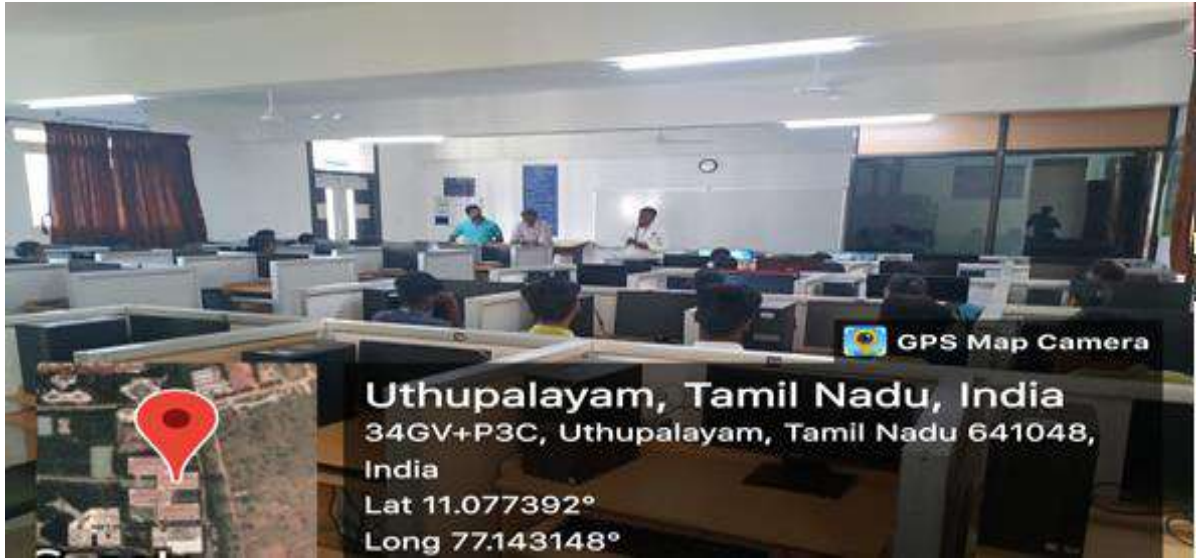 GPS Map Camera
Uthupalayam, Tamil Nadu, India
34GV+P3C, Uthupalayam, Tamil Nadu 641048,
India
Lat 11.077392°
Long 77.143148°